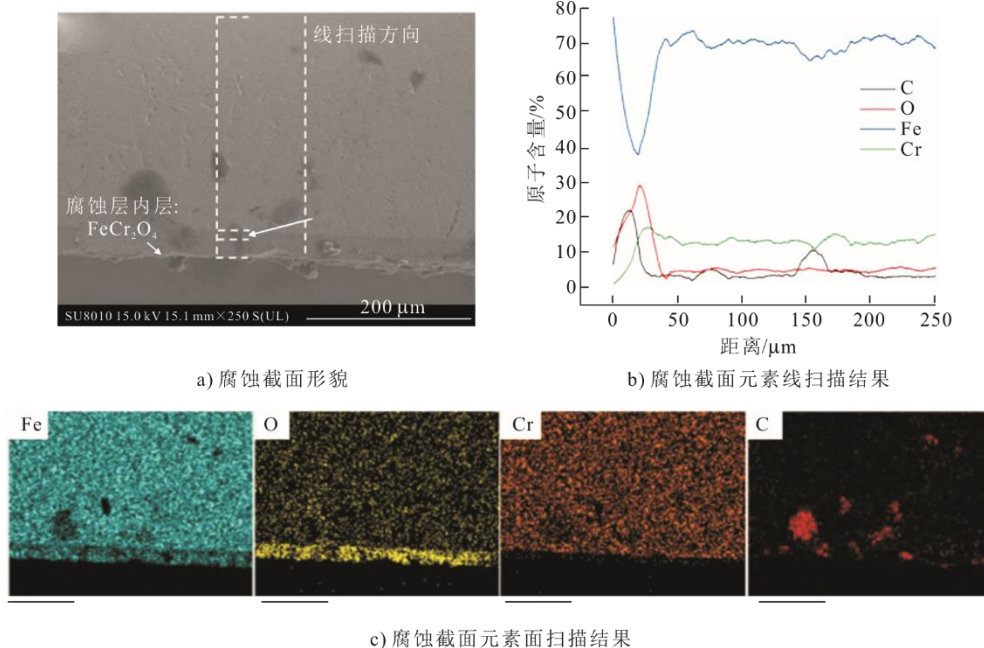 线扫描方向
腐蚀层内层:
FeCr₂O₄
SU8010 15.0 kV 15.1 mm×250 S(UL)
200 μm
a) 腐蚀截面形貌
80
70
60
50
40
30
20
10
0
原子含量/%
C
O
Fe
Cr
0
50
100
150
200
250
距离/μm
b) 腐蚀截面元素线扫描结果
Fe
O
Cr
C
c) 腐蚀截面元素面扫描结果